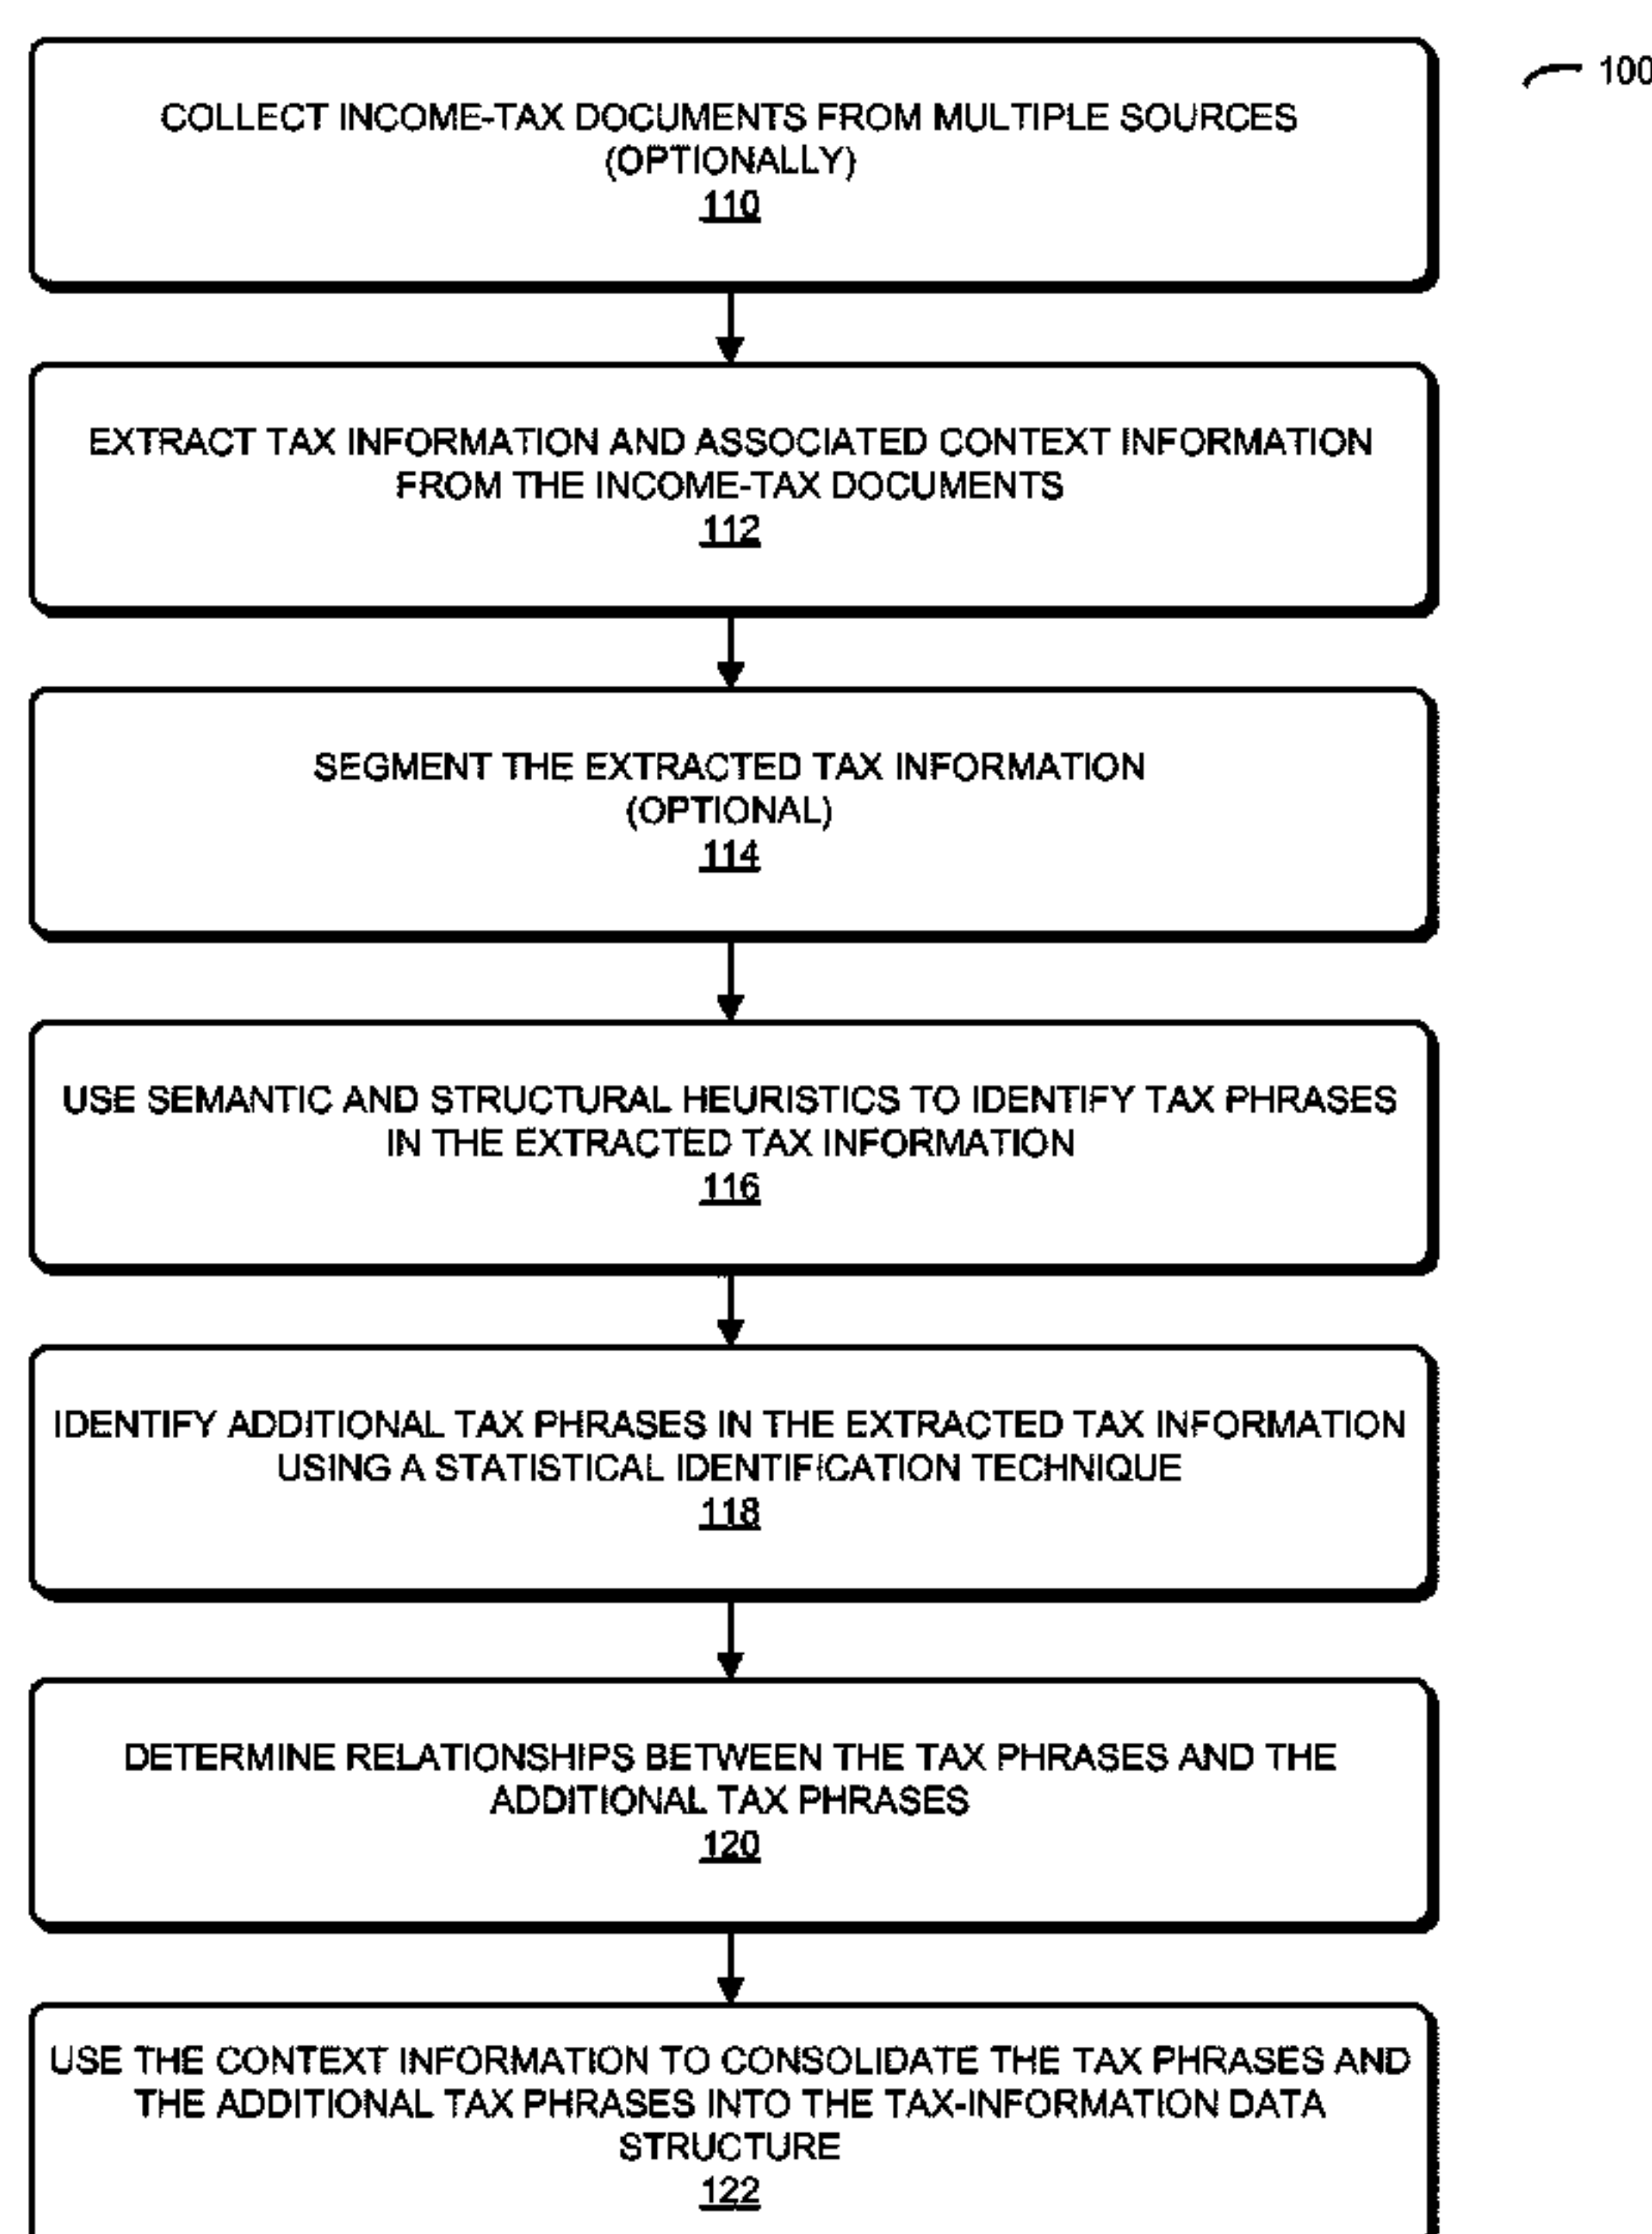 100
COLLECT INCOME-TAX DOCUMENTS FROM MULTIPLE SOURCES
(OPTIONALLY)
110
EXTRACT TAX INFORMATION AND ASSOCIATED CONTEXT INFORMATION
FROM THE INCOME-TAX DOCUMENTS
112
SEGMENT THE EXTRACTED TAX INFORMATION
(OPTIONAL)
114
USE SEMANTIC AND STRUCTURAL HEURISTICS TO IDENTIFY TAX PHRASES
IN THE EXTRACTED TAX INFORMATION
116
IDENTIFY ADDITIONAL TAX PHRASES IN THE EXTRACTED TAX INFORMATION
USING A STATISTICAL IDENTIFICATION TECHNIQUE
118
DETERMINE RELATIONSHIPS BETWEEN THE TAX PHRASES AND THE
ADDITIONAL TAX PHRASES
120
USE THE CONTEXT INFORMATION TO CONSOLIDATE THE TAX PHRASES AND
THE ADDITIONAL TAX PHRASES INTO THE TAX-INFORMATION DATA
STRUCTURE
122